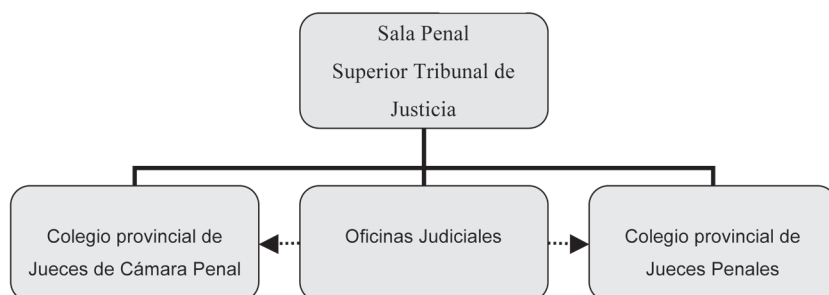 Sala Penal
Superior Tribunal de
Justicia
Colegio provincial de
Jueces de Cámara Penal
Oficinas Judiciales
Colegio provincial de
Jueces Penales